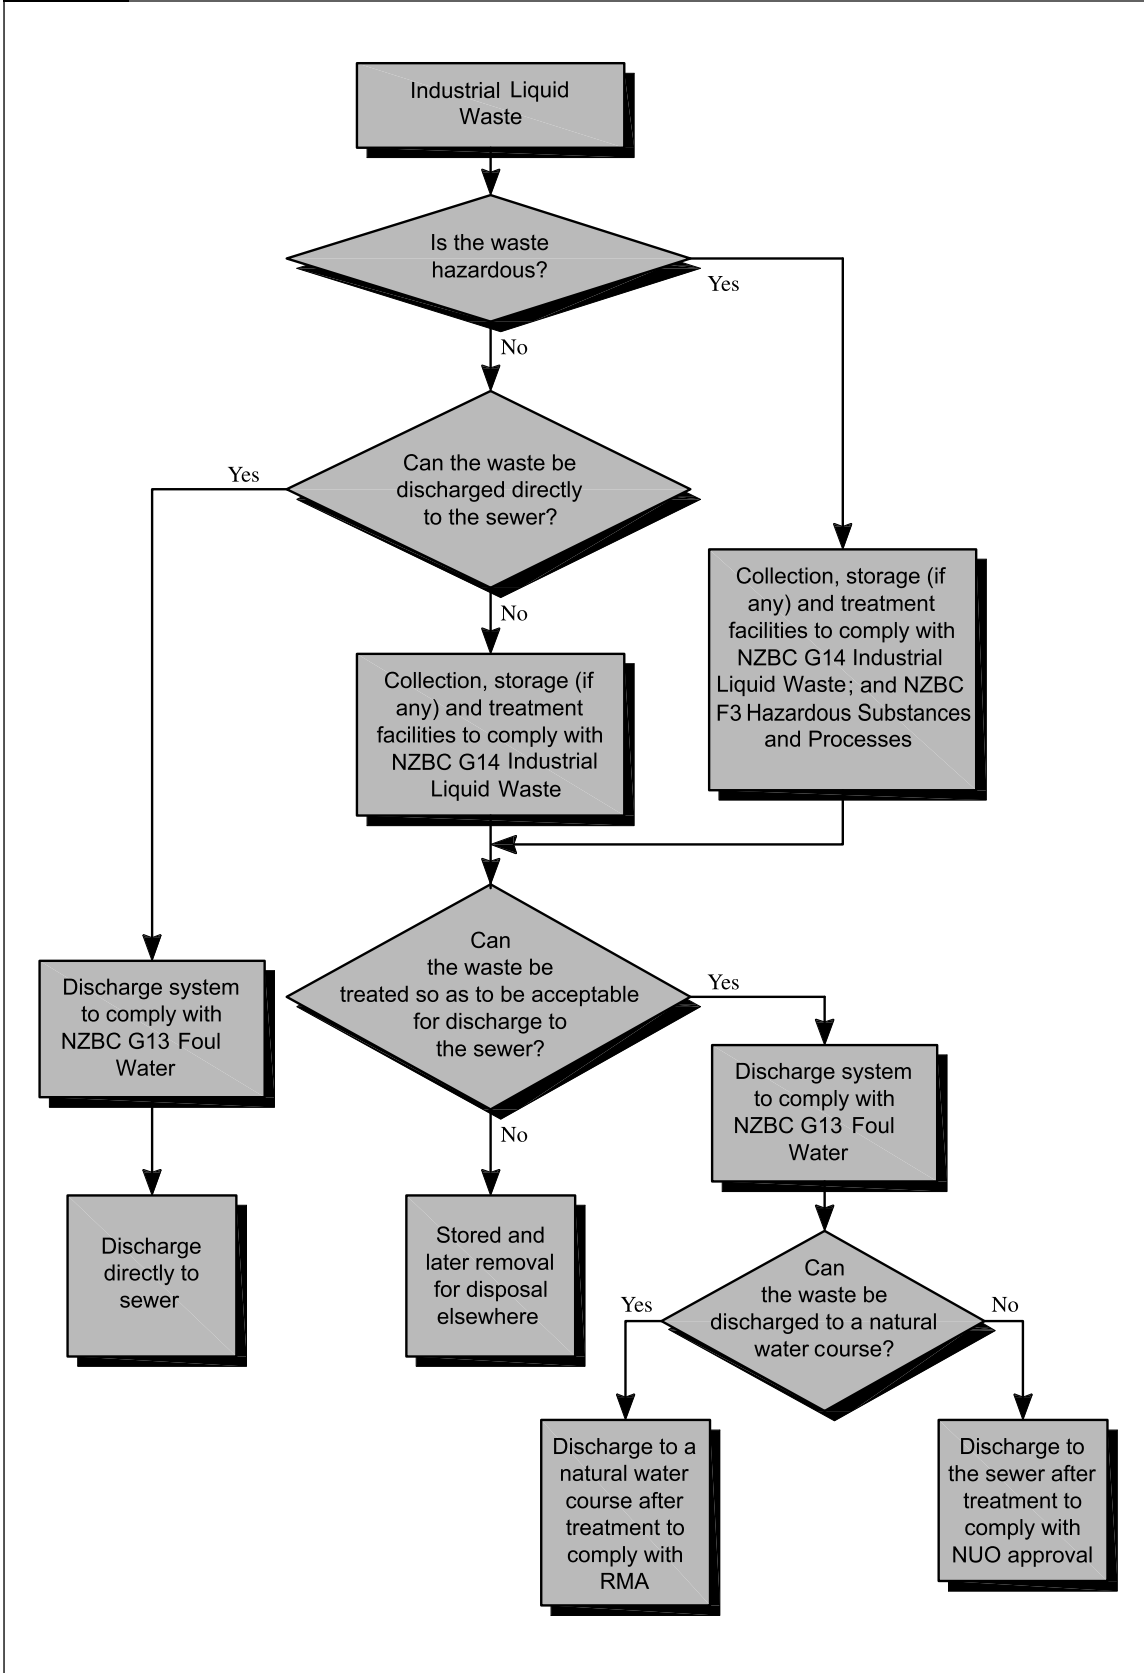 Industrial Liquid
Waste
Is the waste
hazardous?
Yes
No
Can the waste be
discharged directly
to the sewer?
Yes
No
Collection, storage (if
any) and treatment
facilities to comply with
NZBC G14 Industrial
Liquid Waste; and NZBC
F3 Hazardous Substances
and Processes
Collection, storage (if
any) and treatment
facilities to comply with
NZBC G14 Industrial
Liquid Waste
Can
the waste be
treated so as to be acceptable
for discharge to
the sewer?
Yes
No
Discharge system
to comply with
NZBC G13 Foul
Water
Discharge system
to comply with
NZBC G13 Foul
Water
Discharge
directly to
sewer
Stored and
later removal
for disposal
elsewhere
Can
the waste be
discharged to a natural
water course?
Yes
No
Discharge to a
natural water
course after
treatment to
comply with
RMA
Discharge to
the sewer after
treatment to
comply with
NUO approval